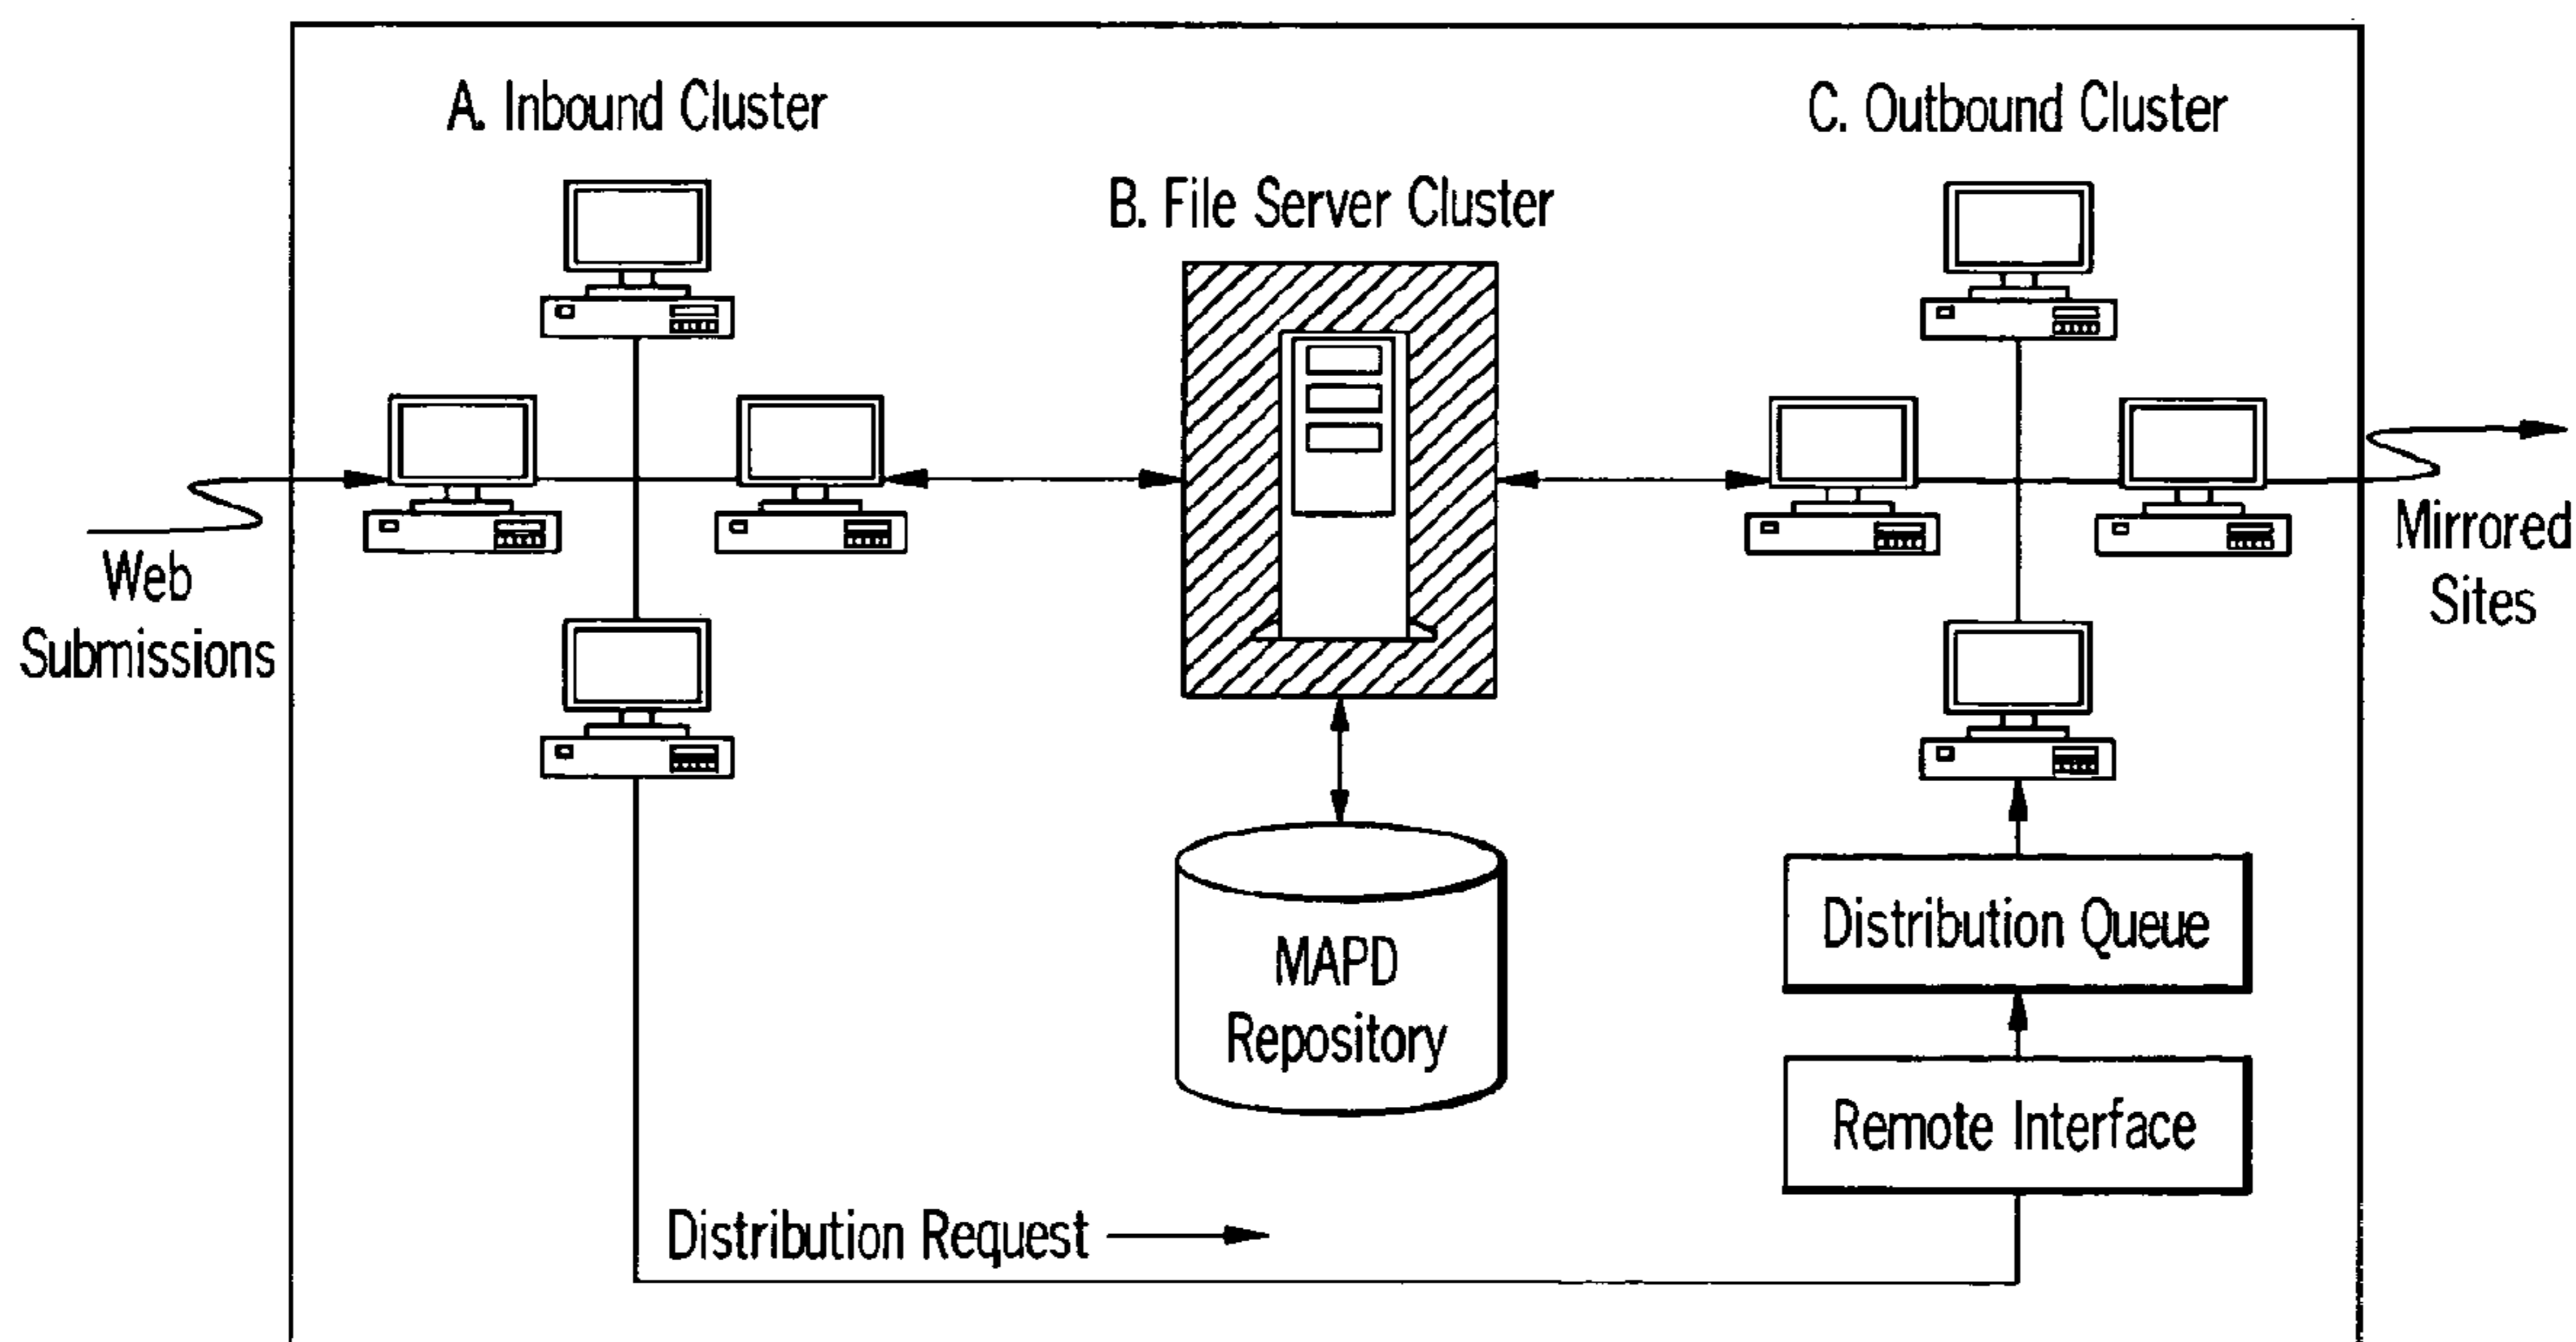 A. Inbound Cluster
C. Outbound Cluster
B. File Server Cluster
Web
Submissions
Mirrored
Sites
MAPD
Repository
Distribution Queue
Remote Interface
Distribution Request